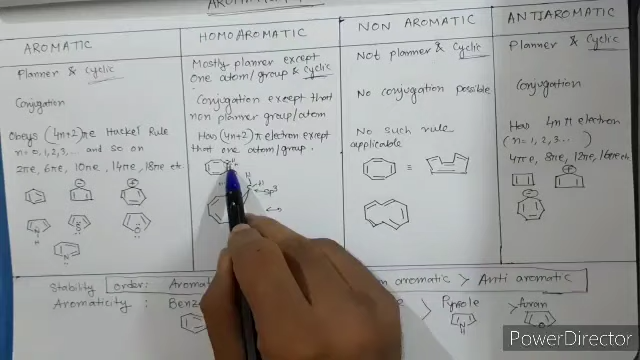 AROMATIC
Planner & cyclic
Conjugation
Obeys (4n+2)πe Huckel Rule
n=0,1,2,3,... and so on
2πe, 6πe, 10πe, 14πe, 18πe etc.
N
H
S
O
N
HOMOAROMATIC
Mostly planner except
one atom/group & cyclic
Conjugation except that
non planner group/atom
Has (4n+2)π electron except
that one atom/group.
H
H
H
sp3
NON AROMATIC
Not planner & cyclic
No conjugation possible
No such rule
applicable
≡
ANTIAROMATIC
Planner & cyclic
Conjugation
Has 4nπ electron
(n=1,2,3...)
4πe, 8πe, 12πe, 16πe etc
Stability order: Aroma
aromatic > Anti aromatic
Aromaticity : Benz
> Pyrrole > furan
N
H
PowerDirector